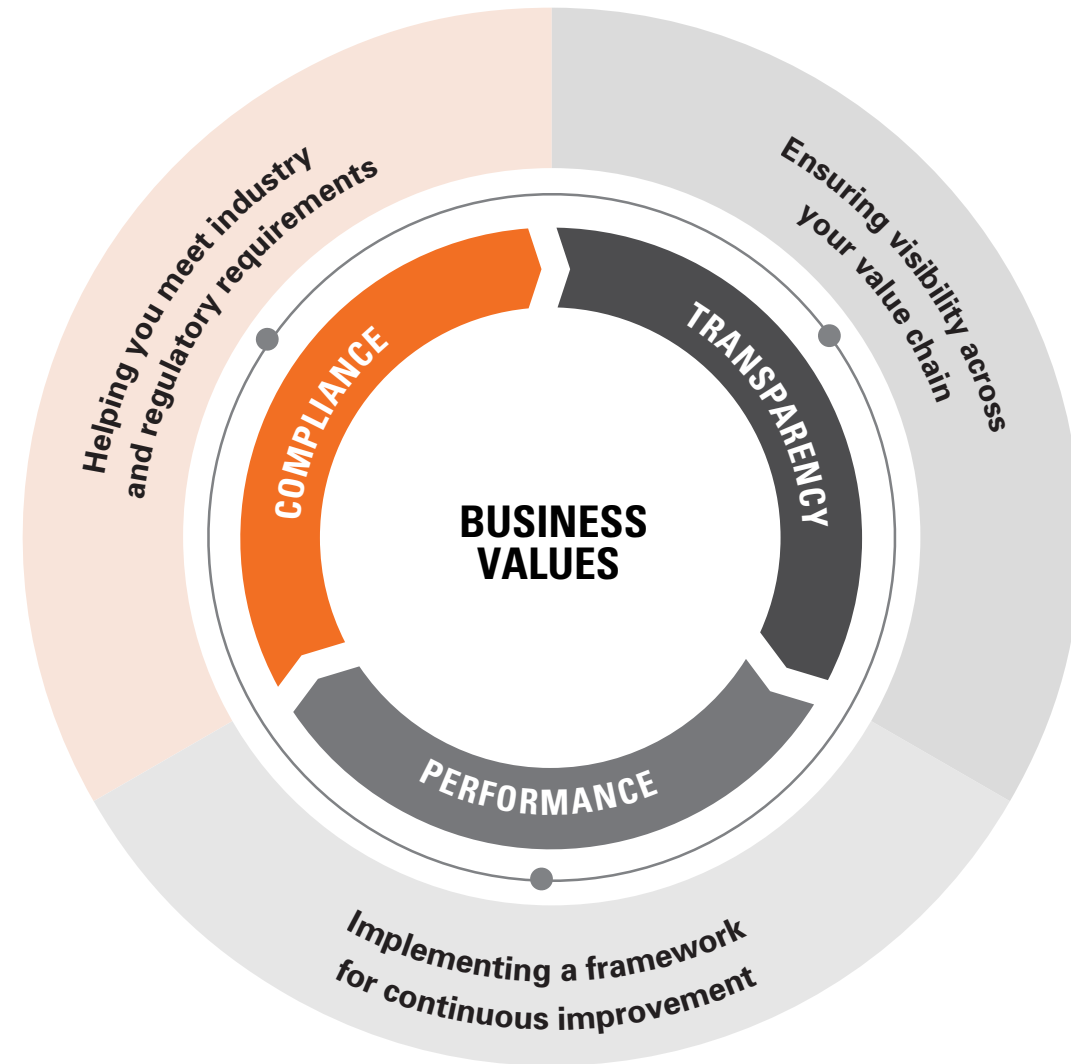 Helping you meet industry
and regulatory requirements
Ensuring visibility across
your value chain
COMPLIANCE
TRANSPARENCY
BUSINESS
VALUES
PERFORMANCE
Implementing a framework
for continuous improvement